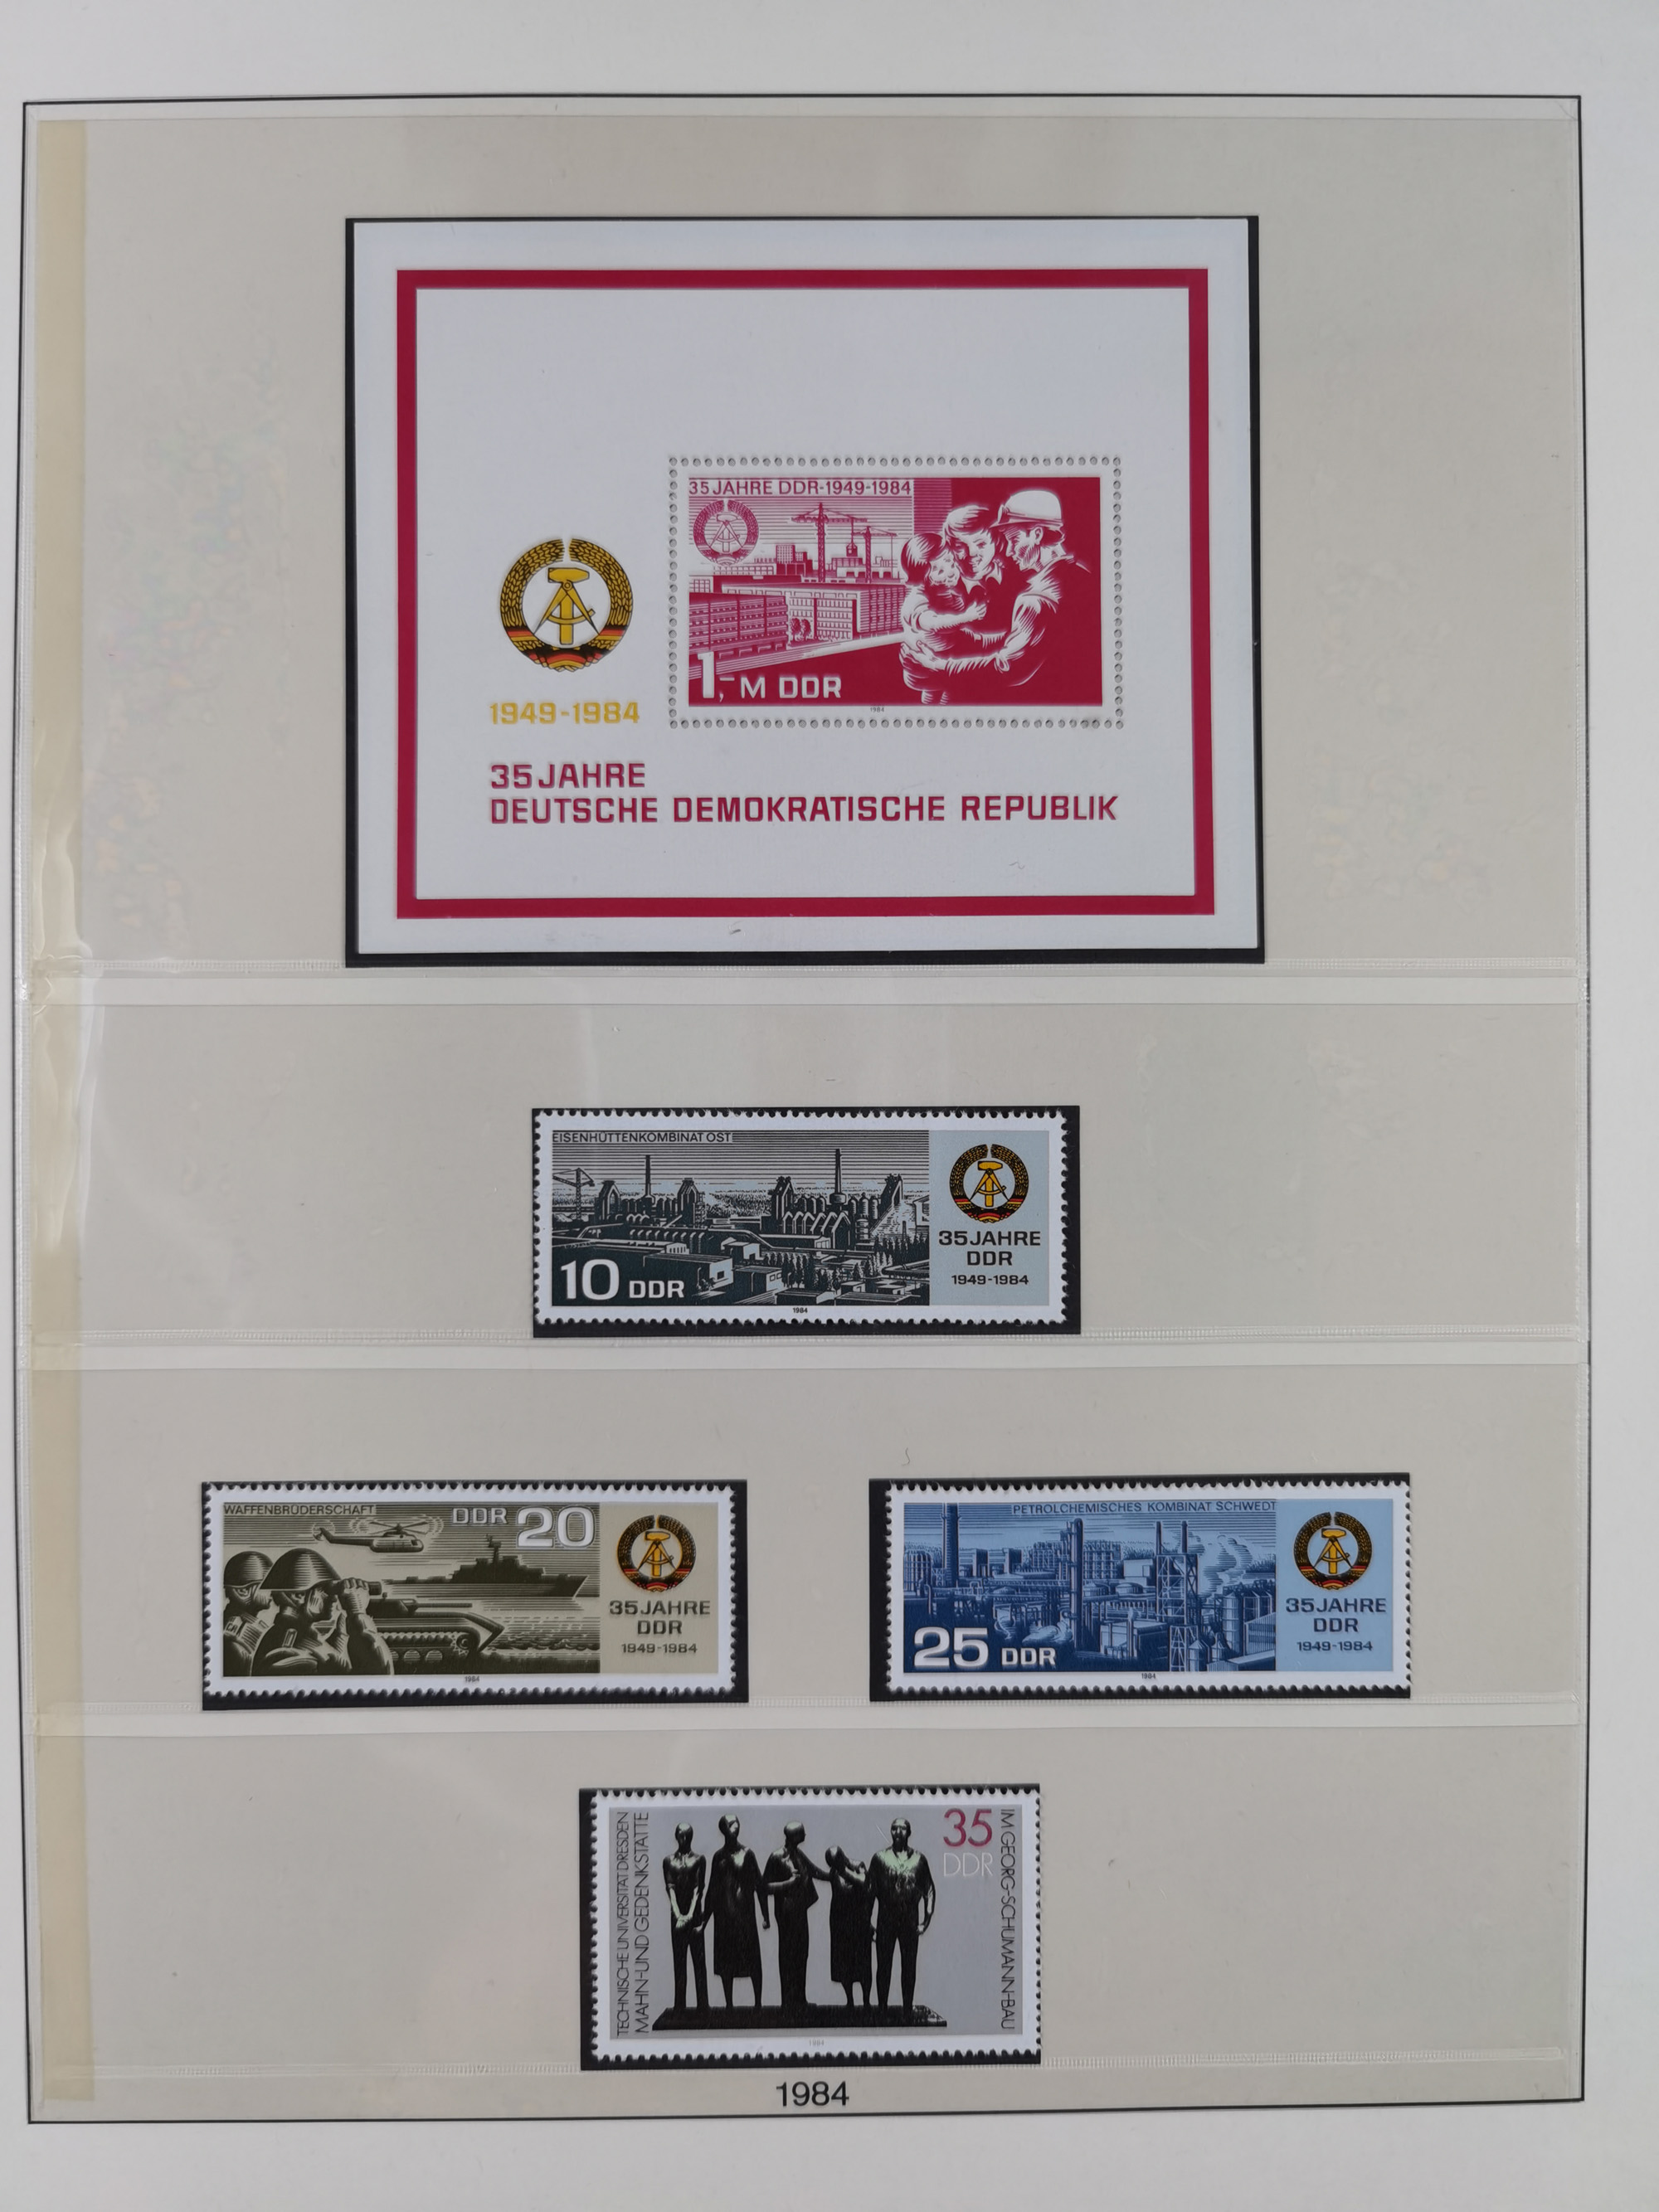 35 JAHRE DDR-1949-1984
1,- M DDR
1984
1949-1984
35 JAHRE
DEUTSCHE DEMOKRATISCHE REPUBLIK
EISENHÜTTENKOMBINAT OST
10 DDR
35 JAHRE
DDR
1949-1984
1984
WAFFENBRÜDERSCHAFT
DDR 20
35 JAHRE
DDR
1949-1984
1984
PETROLCHEMISCHES KOMBINAT SCHWEDT
25 DDR
35 JAHRE
DDR
1949-1984
1984
TECHNISCHE UNIVERSITÄT DRESDEN
MAHN-UND GEDENKSTÄTTE
35
DDR
IM GEORG-SCHUMANN-BAU
1984
1984